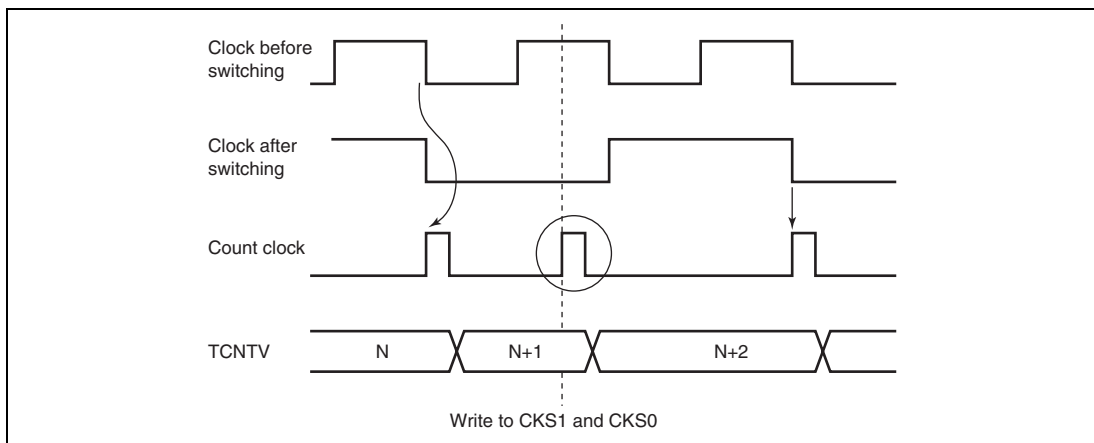 Clock before
switching
Clock after
switching
Count clock
TCNTV
N
N+1
N+2
Write to CKS1 and CKS0